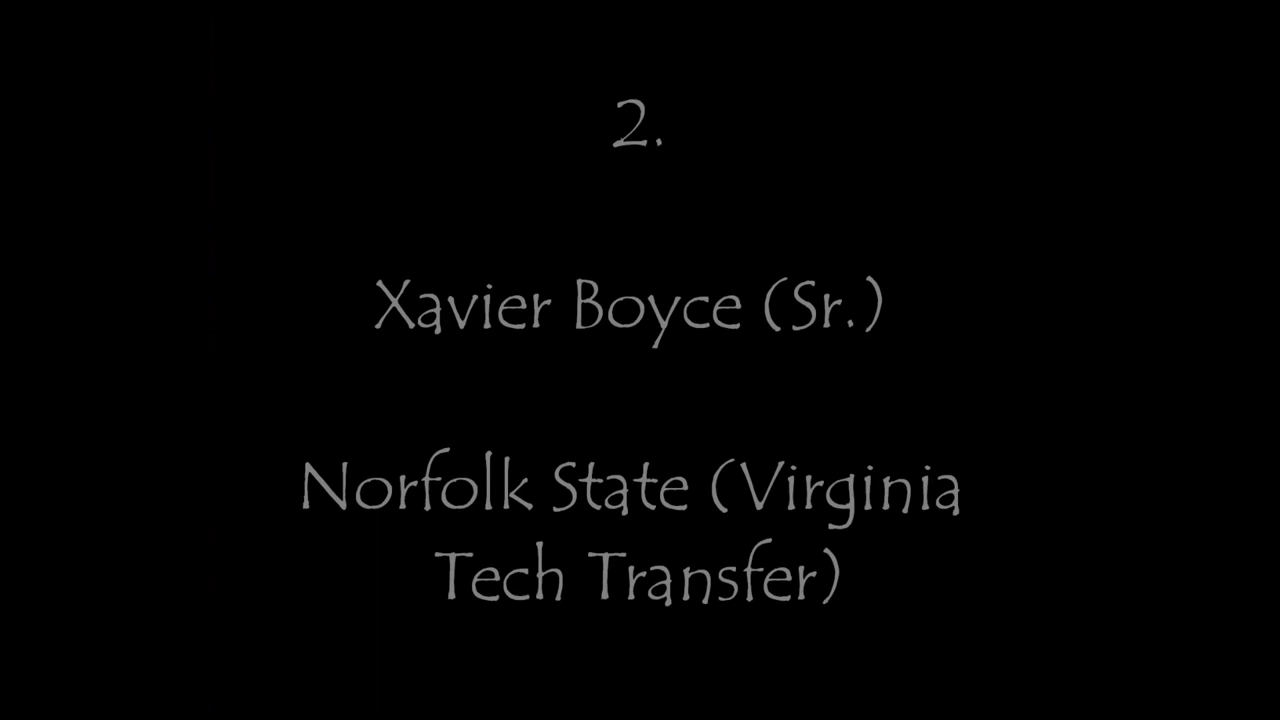 2.
Xavier Boyce (Sr.)
Norfolk State (Virginia
Tech Transfer)